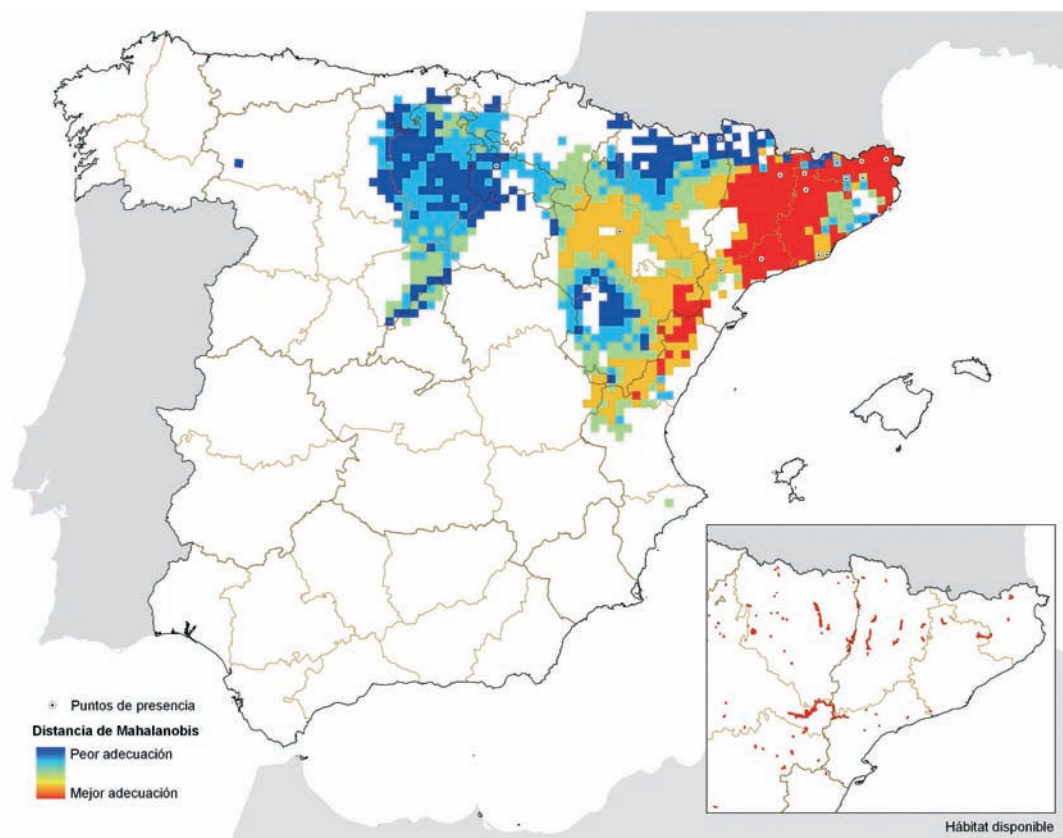 Puntos de presencia
Distancia de Mahalanobis
Peor adecuación
Mejor adecuación
Hábitat disponible